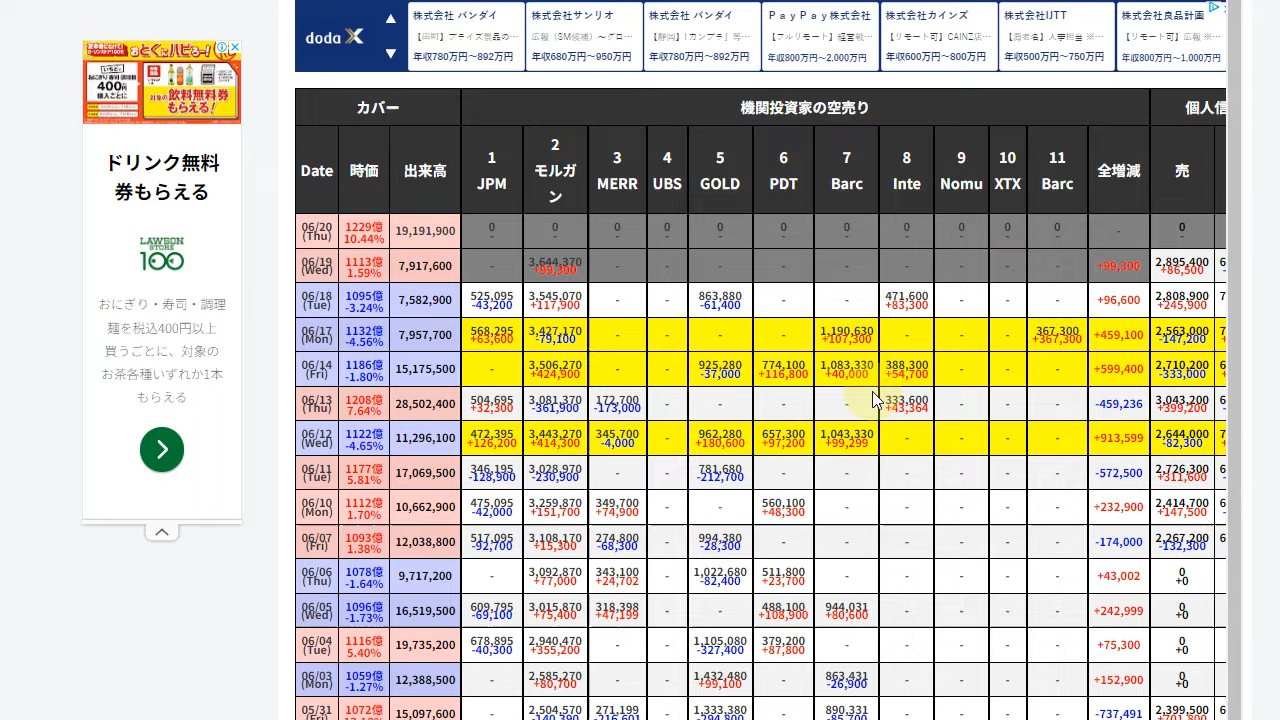 おとくにハピろー!
400円
対象の
飲料無料券
もらえる!
ドリンク無料
券もらえる
LAWSON
STORE
100
おにぎり・寿司・調理
麺を税込400円以上
買うごとに、対象の
お茶各種いずれか1本
もらえる
doda X
株式会社 バンダイ
年収780万円〜892万円
株式会社サンリオ
年収680万円〜950万円
株式会社 バンダイ
年収780万円〜892万円
PayPay株式会社
年収800万円〜2,000万円
株式会社カインズ
年収600万円〜800万円
株式会社IJTT
年収500万円〜750万円
株式会社良品計画
年収800万円〜1,000万円
カバー 機関投資家の空売り 個人信
Date 時価 出来高 1 JPM 2 モルガン 3 MERR 4 UBS 5 GOLD 6 PDT 7 Barc 8 Inte 9 Nomu 10 XTX 11 Barc 全増減 売
06/20 (Thu) 1229億 10.44% 19,191,900 0 - 0 - 0 - 0 - 0 - 0 - 0 - 0 - 0 - 0 - 0 - - 0 -
06/19 (Wed) 1113億 1.59% 7,917,600 - 3,644,370 +99,300 - - - - - - - - - +99,300 2,895,400 +86,500
06/18 (Tue) 1095億 -3.24% 7,582,900 525,095 -43,200 3,545,070 +117,900 - - 863,880 -61,400 - - 471,600 +83,300 - - - +96,600 2,808,900 +245,900
06/17 (Mon) 1132億 -4.56% 7,957,700 568,295 +63,600 3,427,170 -79,100 - - - - 1,190,630 +107,300 - - - 367,300 +367,300 +459,100 2,563,000 -147,200
06/14 (Fri) 1186億 -1.80% 15,175,500 - 3,506,270 +424,900 - - 925,280 -37,000 774,100 +116,800 1,083,330 +40,000 388,300 +54,700 - - - +599,400 2,710,200 -333,000
06/13 (Thu) 1208億 7.64% 28,502,400 504,695 +32,300 3,081,370 -361,900 172,700 -173,000 - - - - 333,600 +43,364 - - - -459,236 3,043,200 +399,200
06/12 (Wed) 1122億 -4.65% 11,296,100 472,395 +126,200 3,443,270 +414,300 345,700 -4,000 - 962,280 +180,600 657,300 +97,200 1,043,330 +99,299 - - - - +913,599 2,644,000 -82,300
06/11 (Tue) 1177億 5.81% 17,069,500 346,195 -128,900 3,028,970 -230,900 - - 781,680 -212,700 - - - - - - -572,500 2,726,300 +311,600
06/10 (Mon) 1112億 1.70% 10,662,900 475,095 -42,000 3,259,870 +151,700 349,700 +74,900 - - 560,100 +48,300 - - - - - +232,900 2,414,700 +147,500
06/07 (Fri) 1093億 1.38% 12,038,800 517,095 -92,700 3,108,170 +15,300 274,800 -68,300 - 994,380 -28,300 - - - - - - -174,000 2,267,200 -132,300
06/06 (Thu) 1078億 -1.64% 9,717,200 - 3,092,870 +77,000 343,100 +24,702 - 1,022,680 -82,400 511,800 +23,700 - - - - - +43,002 0 +0
06/05 (Wed) 1096億 -1.73% 16,519,500 609,795 -69,100 3,015,870 +75,400 318,398 +47,199 - - 488,100 +108,900 944,031 +80,600 - - - - +242,999 0 +0
06/04 (Tue) 1116億 5.40% 19,735,200 678,895 -40,300 2,940,470 +355,200 - - 1,105,080 -327,400 379,200 +87,800 - - - - - +75,300 0 +0
06/03 (Mon) 1059億 -1.27% 12,388,500 - 2,585,270 +80,700 - - 1,432,480 +99,100 - 863,431 -26,900 - - - - +152,900 0 +0
05/31 1072億 15,097,600 - 2,504,570 271,199 - 1,333,380 - 890,331 - - - - -737,491 2,399,500